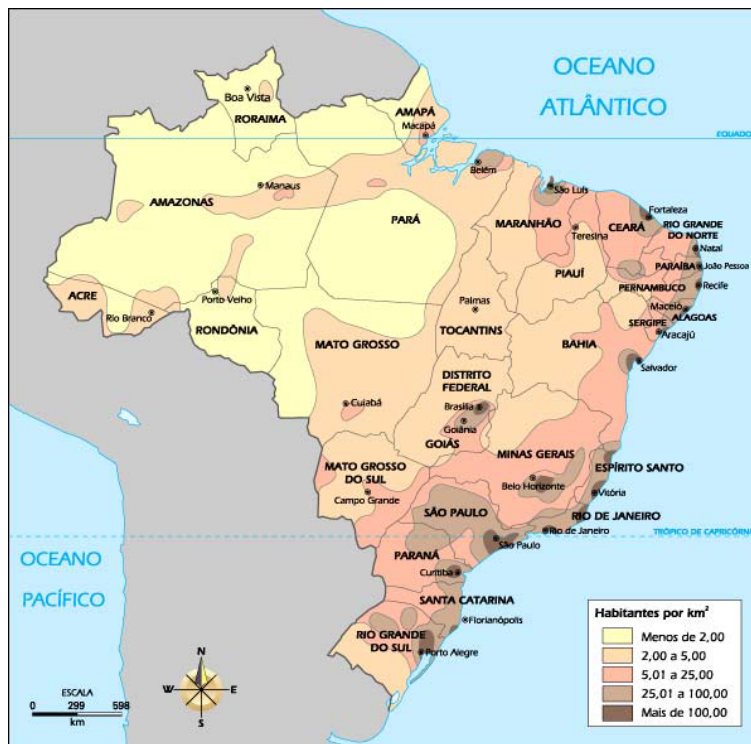 OCEANO
ATLÂNTICO
Boa Vista
RORAIMA
AMAPÁ
Macapá
EQUADO
Belém
São Luís
Manaus
AMAZONAS
PARÁ
MARANHÃO
Teresina
CEARÁ
Fortaleza
RIO GRANDE
DO NORTE
Natal
PARAÍBA
João Pessoa
PIAUÍ
PERNAMBUCO
Recife
ACRE
Rio Branco
Porto Velho
RONDÔNIA
Palmas
TOCANTINS
Maceió
ALAGOAS
SERGIPE
Aracajú
MATO GROSSO
BAHIA
Salvador
DISTRITO
FEDERAL
Cuiabá
Brasília
Goiânia
GOIÁS
MINAS GERAIS
MATO GROSSO
DO SUL
Campo Grande
Belo Horizonte
ESPÍRITO SANTO
Vitória
SÃO PAULO
RIO DE JANEIRO
Rio de Janeiro
TRÓPICO DE CAPRICÓRNI
São Paulo
PARANÁ
Curitiba
OCEANO
PACÍFICO
SANTA CATARINA
Florianópolis
RIO GRANDE
DO SUL
Porto Alegre
N
W
E
S
ESCALA
0 299 598
km
Habitantes por km²
Menos de 2,00
2,00 a 5,00
5,01 a 25,00
25,01 a 100,00
Mais de 100,00